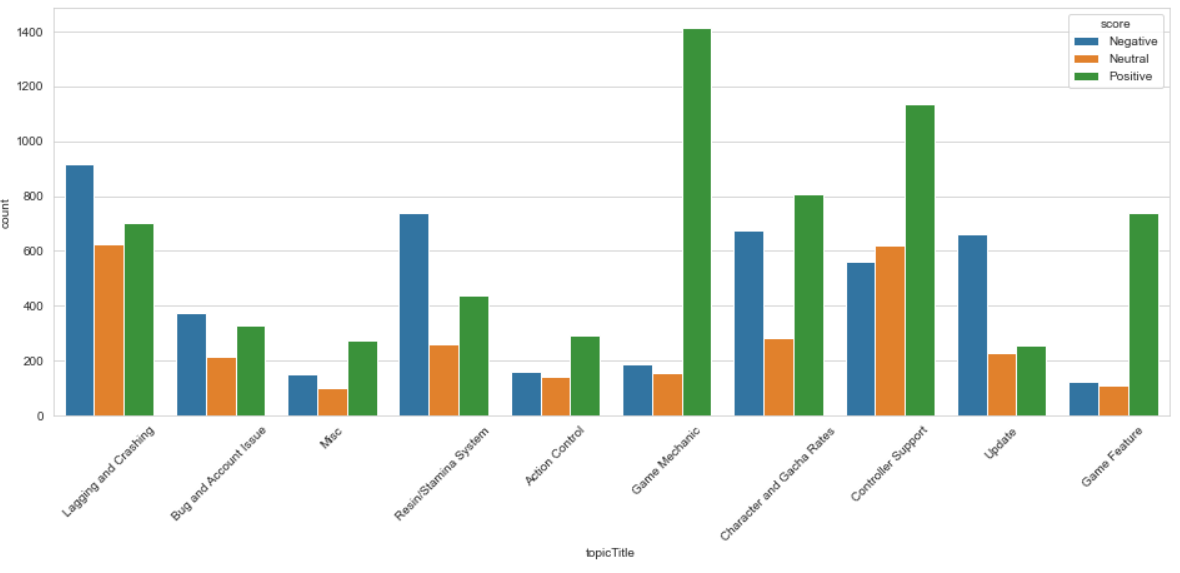 score
Negative
Neutral
Positive
1400
1200
1000
800
600
400
200
0
count
Lagging and Crashing
Bug and Account Issue
Misc
Resin/Stamina System
Action Control
Game Mechanic
Character and Gacha Rates
Controller Support
Update
Game Feature
topicTitle